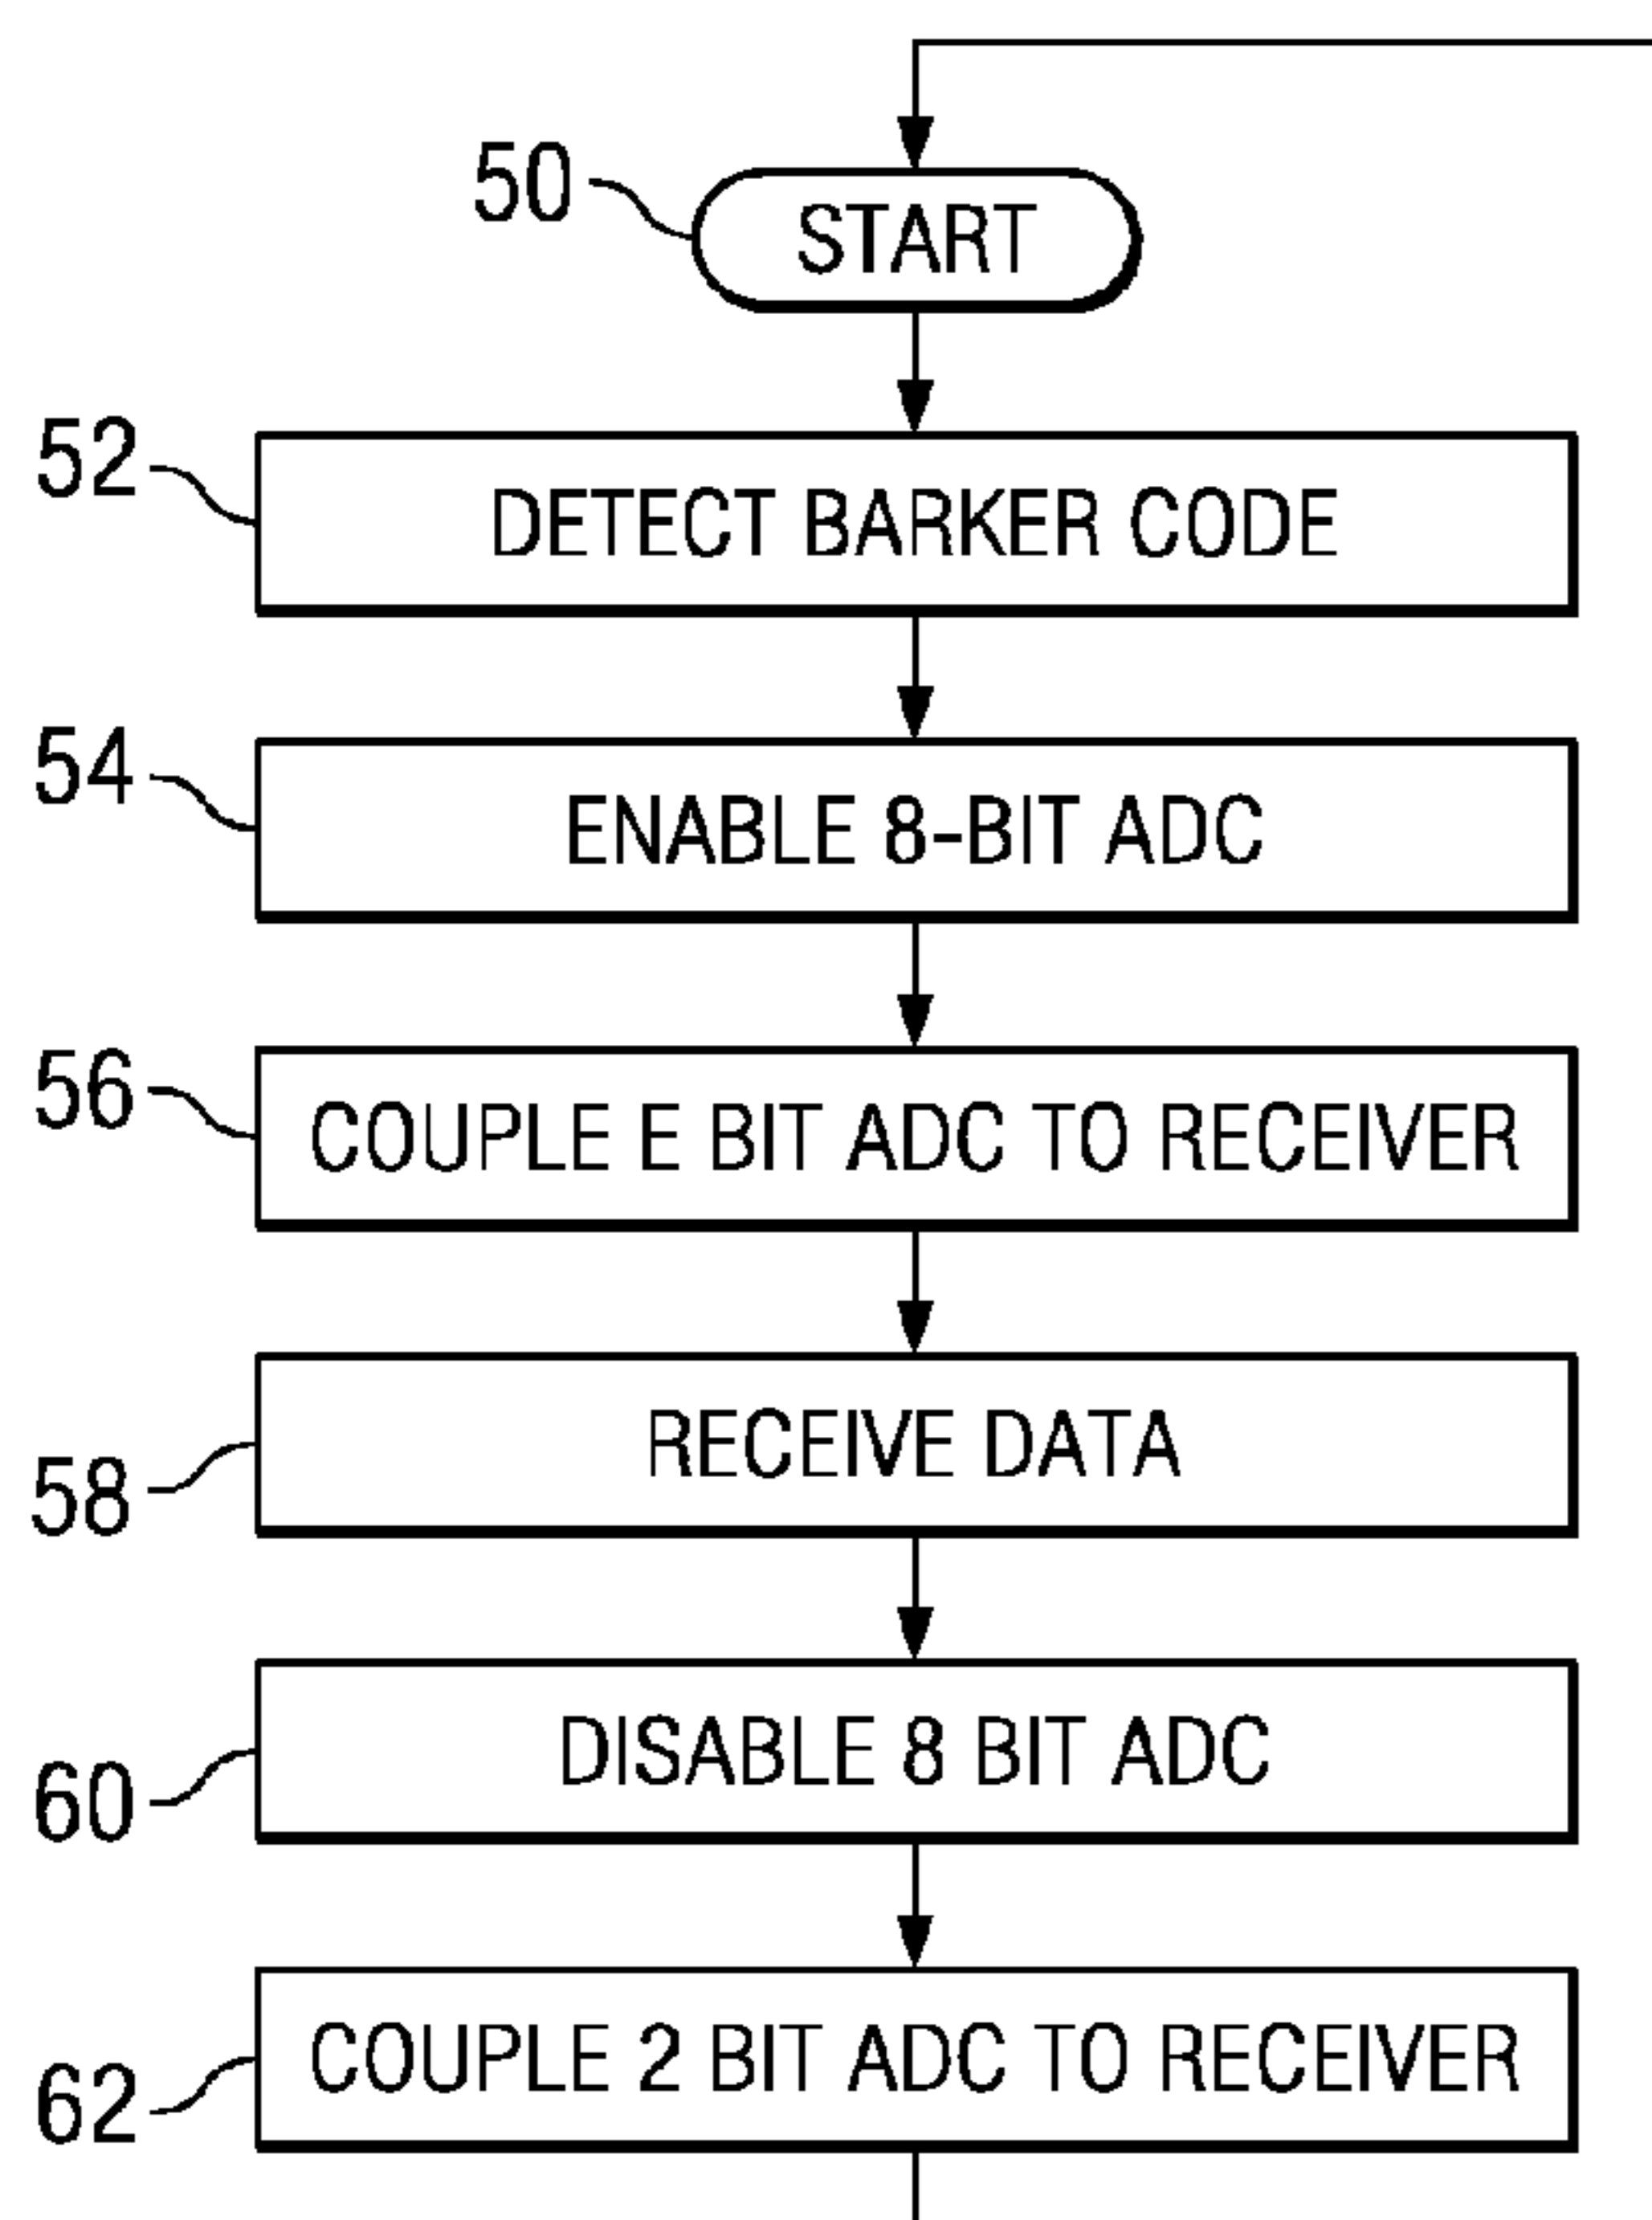 50
START
52
DETECT BARKER CODE
54
ENABLE 8-BIT ADC
56
COUPLE E BIT ADC TO RECEIVER
58
RECEIVE DATA
60
DISABLE 8 BIT ADC
62
COUPLE 2 BIT ADC TO RECEIVER